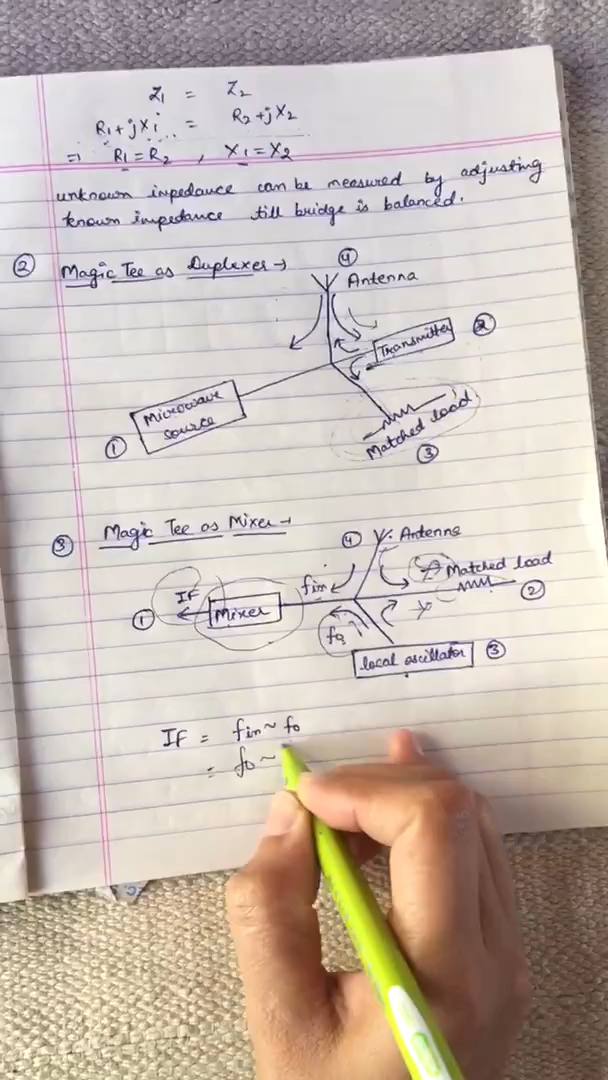 Z1 = Z2
R1+jX1 = R2+jX2
⇒ R1=R2 , X1=X2
unknown impedance can be measured by adjusting
known impedance till bridge is balanced.
② Magic Tee as Duplexer →
④
Antenna
Transmitter ②
Microwave
source
①
Matched load
③
③ Magic Tee as Mixer →
④ Antenna
fin
Matched load
②
IF
① Mixer
fo
local oscillator ③
IF = fin ~ fo
= fo ~